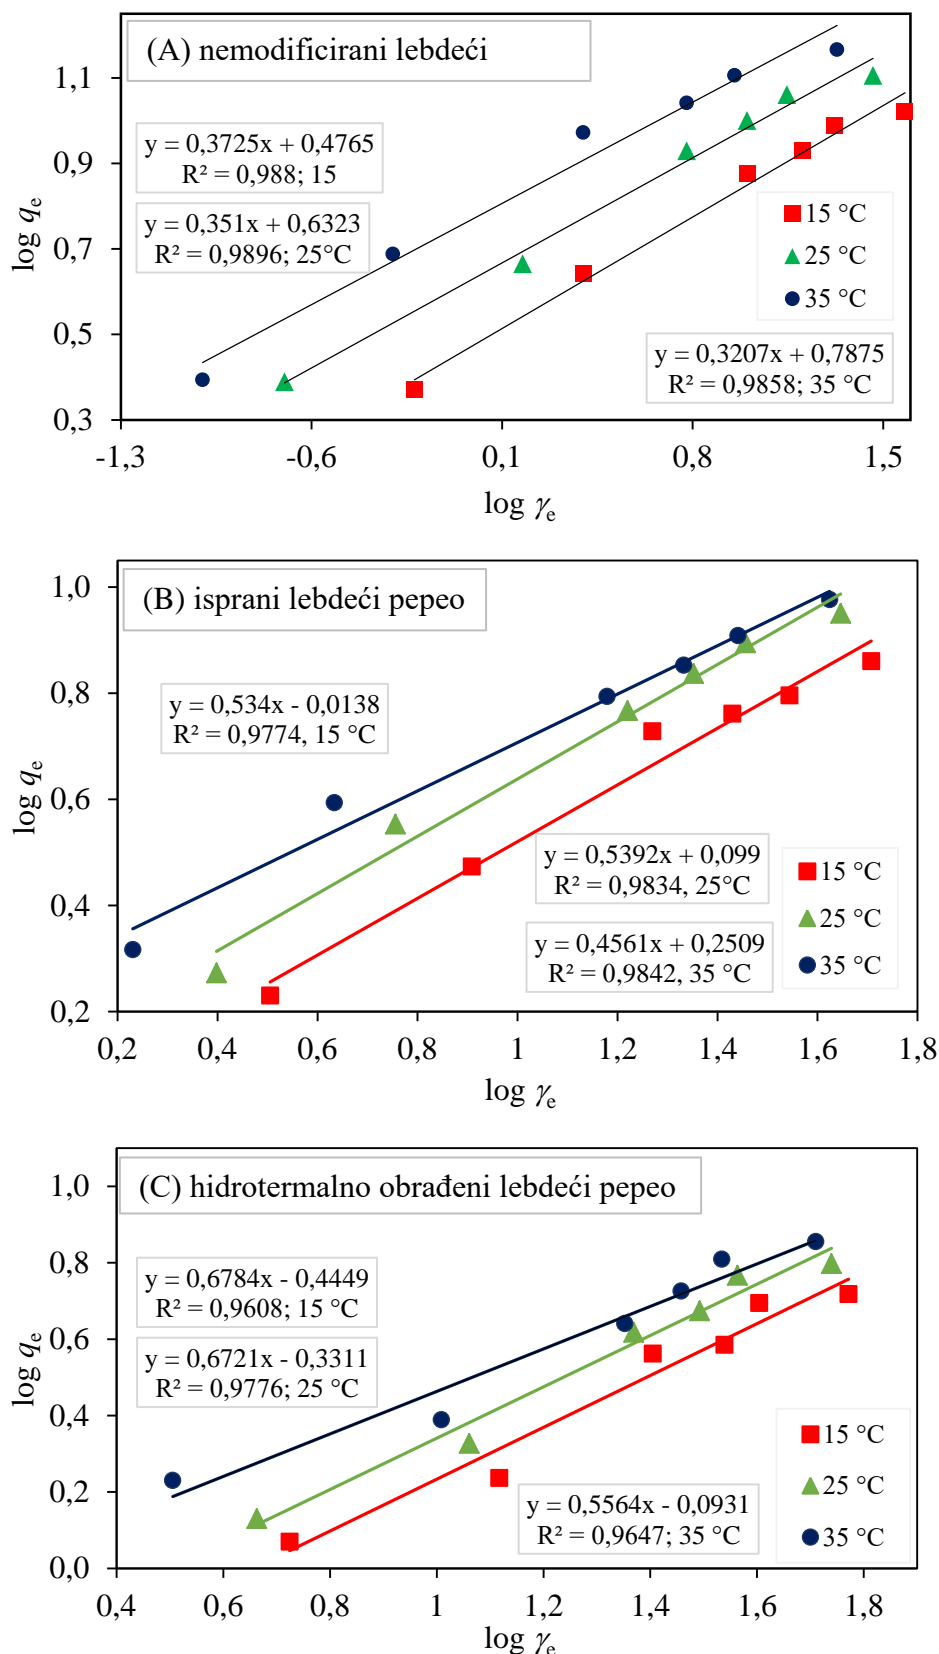 (A) nemodificirani lebdeći
y = 0,3725x + 0,4765
R² = 0,988; 15
y = 0,351x + 0,6323
R² = 0,9896; 25°C
15 °C
25 °C
35 °C
y = 0,3207x + 0,7875
R² = 0,9858; 35 °C
1,1
0,9
0,7
0,5
0,3
log qₑ
-1,3 -0,6 0,1 0,8 1,5
log γₑ
(B) isprani lebdeći pepeo
y = 0,534x - 0,0138
R² = 0,9774, 15 °C
y = 0,5392x + 0,099
R² = 0,9834, 25°C
y = 0,4561x + 0,2509
R² = 0,9842, 35 °C
15 °C
25 °C
35 °C
1,0
0,8
0,6
0,4
0,2
log qₑ
0,2 0,4 0,6 0,8 1 1,2 1,4 1,6 1,8
log γₑ
(C) hidrotermalno obrađeni lebdeći pepeo
y = 0,6784x - 0,4449
R² = 0,9608; 15 °C
y = 0,6721x - 0,3311
R² = 0,9776; 25 °C
y = 0,5564x - 0,0931
R² = 0,9647; 35 °C
15 °C
25 °C
35 °C
1,0
0,8
0,6
0,4
0,2
0,0
log qₑ
0,4 0,6 0,8 1 1,2 1,4 1,6 1,8
log γₑ